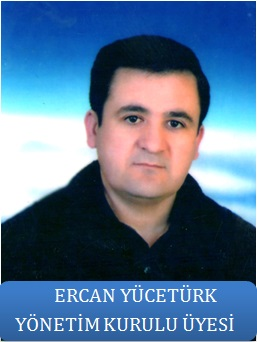 ERCAN YÜCETÜRK
YÖNETİM KURULU ÜYESİ